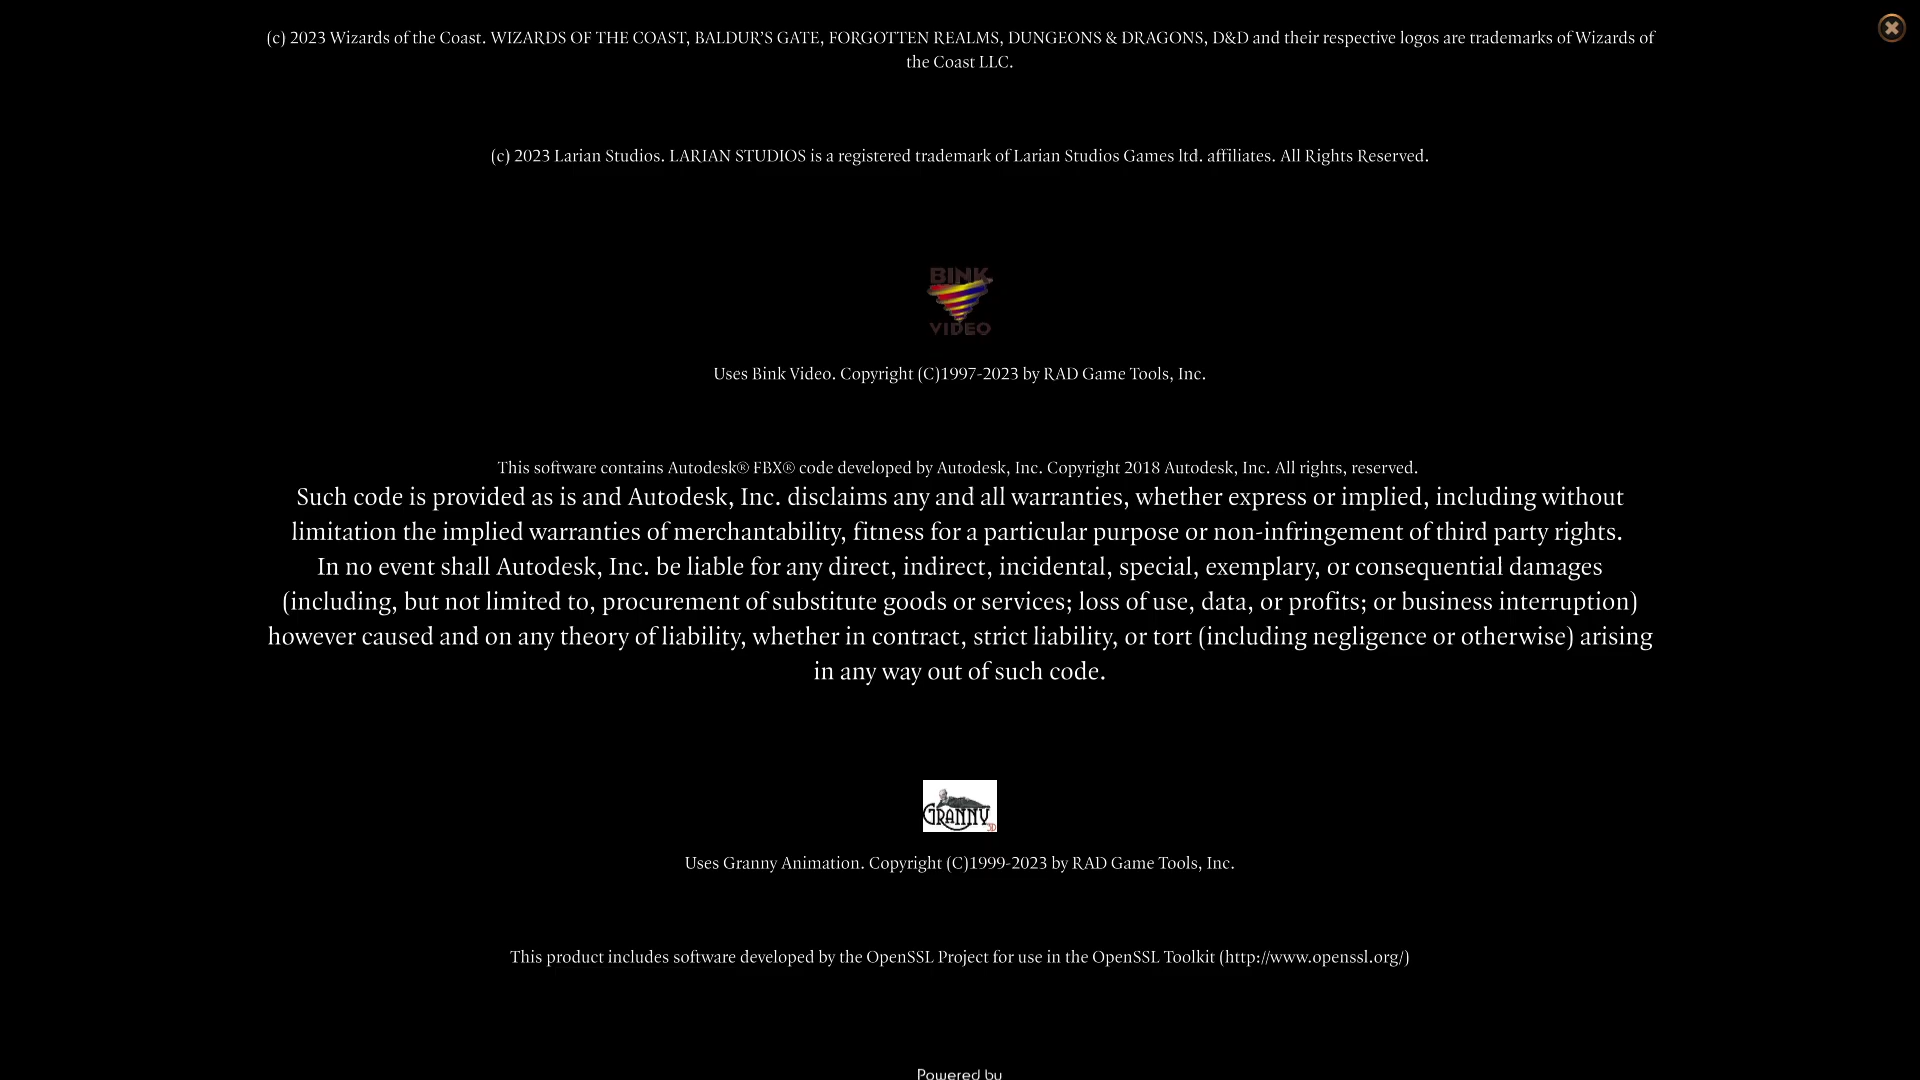 (c) 2023 Wizards of the Coast. WIZARDS OF THE COAST, BALDUR'S GATE, FORGOTTEN REALMS, DUNGEONS & DRAGONS, D&D and their respective logos are trademarks of Wizards of
the Coast LLC.
(c) 2023 Larian Studios. LARIAN STUDIOS is a registered trademark of Larian Studios Games ltd. affiliates. All Rights Reserved.
BINK
VIDEO
Uses Bink Video. Copyright (C)1997-2023 by RAD Game Tools, Inc.
This software contains Autodesk® FBX® code developed by Autodesk, Inc. Copyright 2018 Autodesk, Inc. All rights, reserved.
Such code is provided as is and Autodesk, Inc. disclaims any and all warranties, whether express or implied, including without
limitation the implied warranties of merchantability, fitness for a particular purpose or non-infringement of third party rights.
In no event shall Autodesk, Inc. be liable for any direct, indirect, incidental, special, exemplary, or consequential damages
(including, but not limited to, procurement of substitute goods or services; loss of use, data, or profits; or business interruption)
however caused and on any theory of liability, whether in contract, strict liability, or tort (including negligence or otherwise) arising
in any way out of such code.
GRANNY
3D
Uses Granny Animation. Copyright (C)1999-2023 by RAD Game Tools, Inc.
This product includes software developed by the OpenSSL Project for use in the OpenSSL Toolkit (http://www.openssl.org/)
Powered by